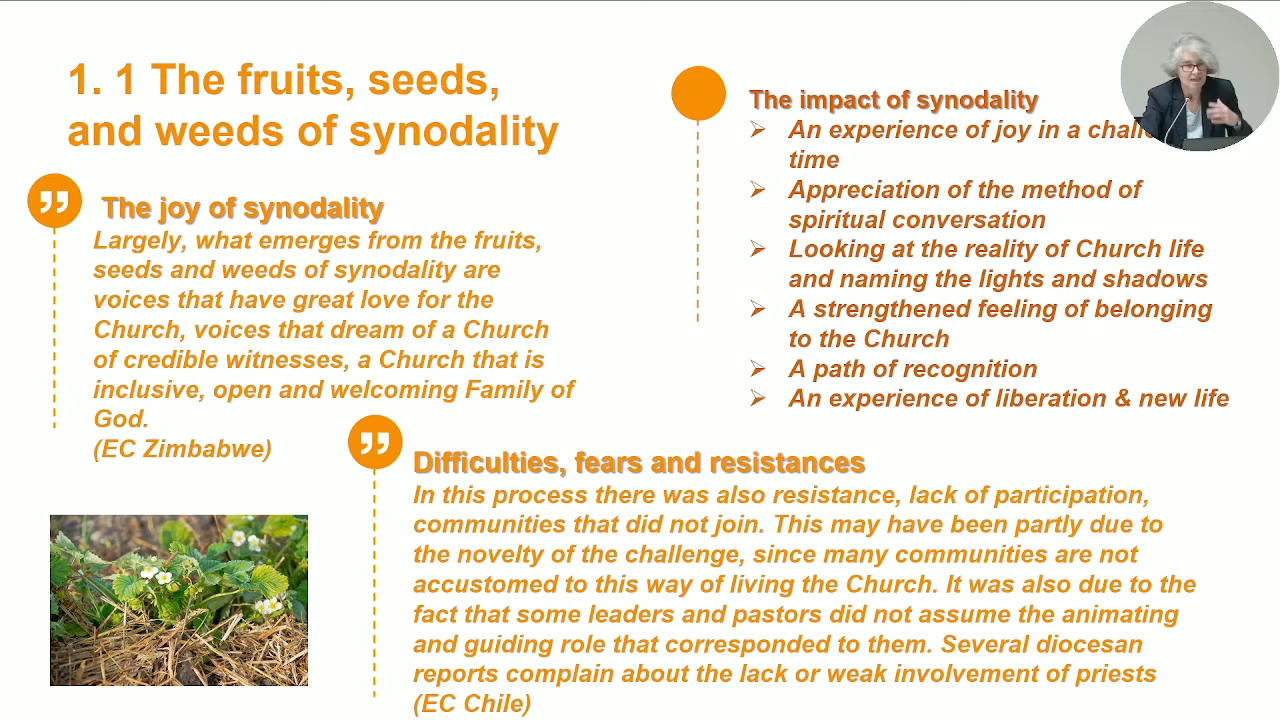 1. 1 The fruits, seeds,
and weeds of synodality
The joy of synodality
Largely, what emerges from the fruits,
seeds and weeds of synodality are
voices that have great love for the
Church, voices that dream of a Church
of credible witnesses, a Church that is
inclusive, open and welcoming Family of
God.
(EC Zimbabwe)
The impact of synodality
➢ An experience of joy in a
time
➢ Appreciation of the method of
spiritual conversation
➢ Looking at the reality of Church life
and naming the lights and shadows
➢ A strengthened feeling of belonging
to the Church
➢ A path of recognition
➢ An experience of liberation & new life
Difficulties, fears and resistances
In this process there was also resistance, lack of participation,
communities that did not join. This may have been partly due to
the novelty of the challenge, since many communities are not
accustomed to this way of living the Church. It was also due to the
fact that some leaders and pastors did not assume the animating
and guiding role that corresponded to them. Several diocesan
reports complain about the lack or weak involvement of priests
(EC Chile)